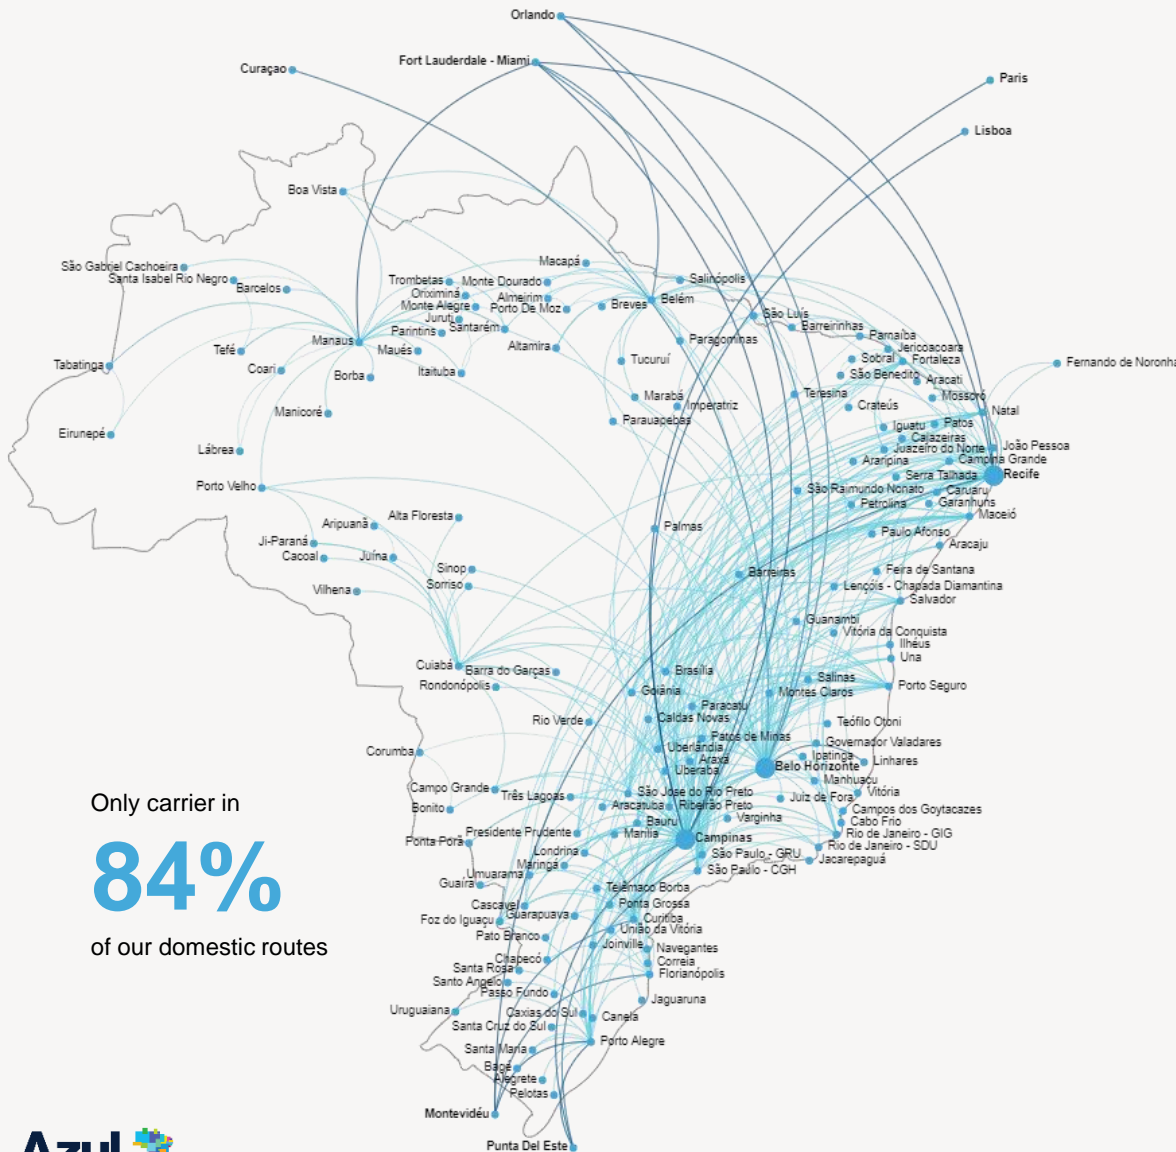 Orlando
Fort Lauderdale - Miami
Curaçao
Paris
Lisboa
Boa Vista
São Gabriel Cachoeira
Santa Isabel Rio Negro
Barcelos
Macapá
Trombetas
Monte Dourado
Salinópolis
Oriximiná
Almeirim
Monte Alegre
Porto De Moz
Breves
Belém
Juruti
São Luís
Parintins
Santarém
Barreirinhas
Manaus
Maués
Altamira
Paragominas
Parnaíba
Jericoacoara
Tefé
Tucuruí
Sobral
Fortaleza
Fernando de Noronha
Tabatinga
Coari
Borba
Itaituba
São Benedito
Aracati
Manicoré
Marabá
Imperatriz
Teresina
Mossoró
Crateús
Natal
Parauapebas
Iguatu
Patos
Eirunepé
Cajazeiras
Lábrea
Juazeiro do Norte
João Pessoa
Araripina
Campina Grande
Serra Talhada
Recife
Porto Velho
São Raimundo Nonato
Caruaru
Petrolina
Garanhuns
Maceió
Aripuanã
Alta Floresta
Palmas
Paulo Afonso
Ji-Paraná
Aracaju
Cacoal
Juína
Sinop
Barreiras
Feira de Santana
Sorriso
Lençóis - Chapada Diamantina
Vilhena
Salvador
Guanambi
Vitória da Conquista
Ilhéus
Una
Cuiabá
Barra do Garças
Brasília
Salinas
Rondonópolis
Goiânia
Montes Claros
Porto Seguro
Paracatu
Rio Verde
Caldas Novas
Teófilo Otoni
Patos de Minas
Governador Valadares
Corumba
Uberlândia
Ipatinga
Araxá
Linhares
Uberaba
Belo Horizonte
Manhuaçu
Campo Grande
Três Lagoas
São Jose do Rio Preto
Juiz de Fora
Vitória
Bonito
Aracatuba
Ribeirão Preto
Campos dos Goytacazes
Bauru
Varginha
Cabo Frio
Presidente Prudente
Marília
Campinas
Rio de Janeiro - GIG
Ponta Porã
Rio de Janeiro - SDU
Londrina
São Paulo - GRU
Jacarepaguá
Maringá
São Paulo - CGH
Umuarama
Guaíra
Telêmaco Borba
Cascavel
Ponta Grossa
Foz do Iguaçu
Guarapuava
Curitiba
União da Vitória
Pato Branco
Joinville
Navegantes
Chapecó
Correia
Santa Rosa
Florianópolis
Santo Angelo
Passo Fundo
Jaguaruna
Uruguaiana
Caxias do Sul
Canela
Santa Cruz do Sul
Porto Alegre
Santa Maria
Bagé
Alegrete
Pelotas
Montevidéu
Punta Del Este
Only carrier in
84%
of our domestic routes
Azul